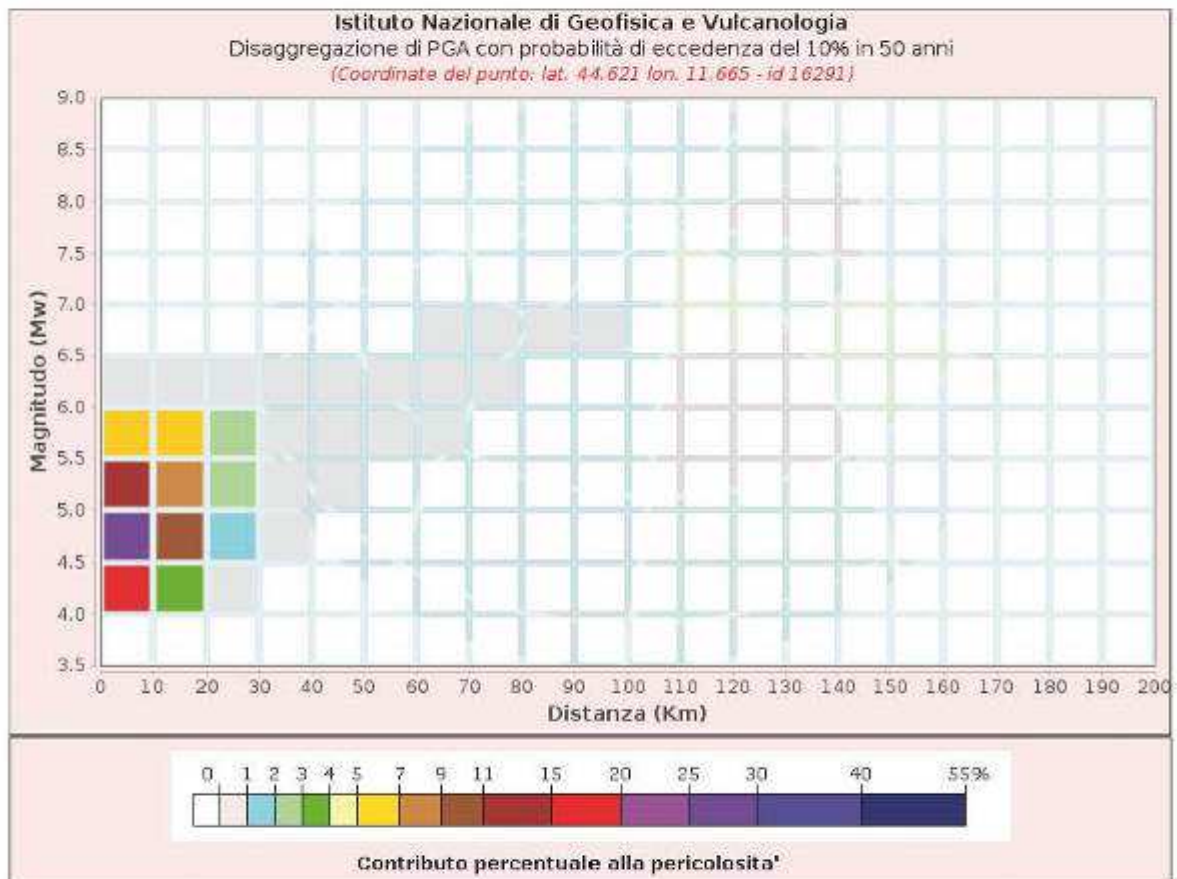 Istituto Nazionale di Geofisica e Vulcanologia
Disaggregazione di PGA con probabilità di eccedenza del 10% in 50 anni
(Coordinate del punto: lat. 44.621 lon. 11.665 - id 16291)
9.0
8.5
8.0
7.5
7.0
6.5
6.0
5.5
5.0
4.5
4.0
3.5
Magnitudo (Mw)
0 10 20 30 40 50 60 70 80 90 100 110 120 130 140 150 160 170 180 190 200
Distanza (Km)
0 1 2 3 4 5 7 9 11 15 20 25 30 40 55%
Contributo percentuale alla pericolosita'